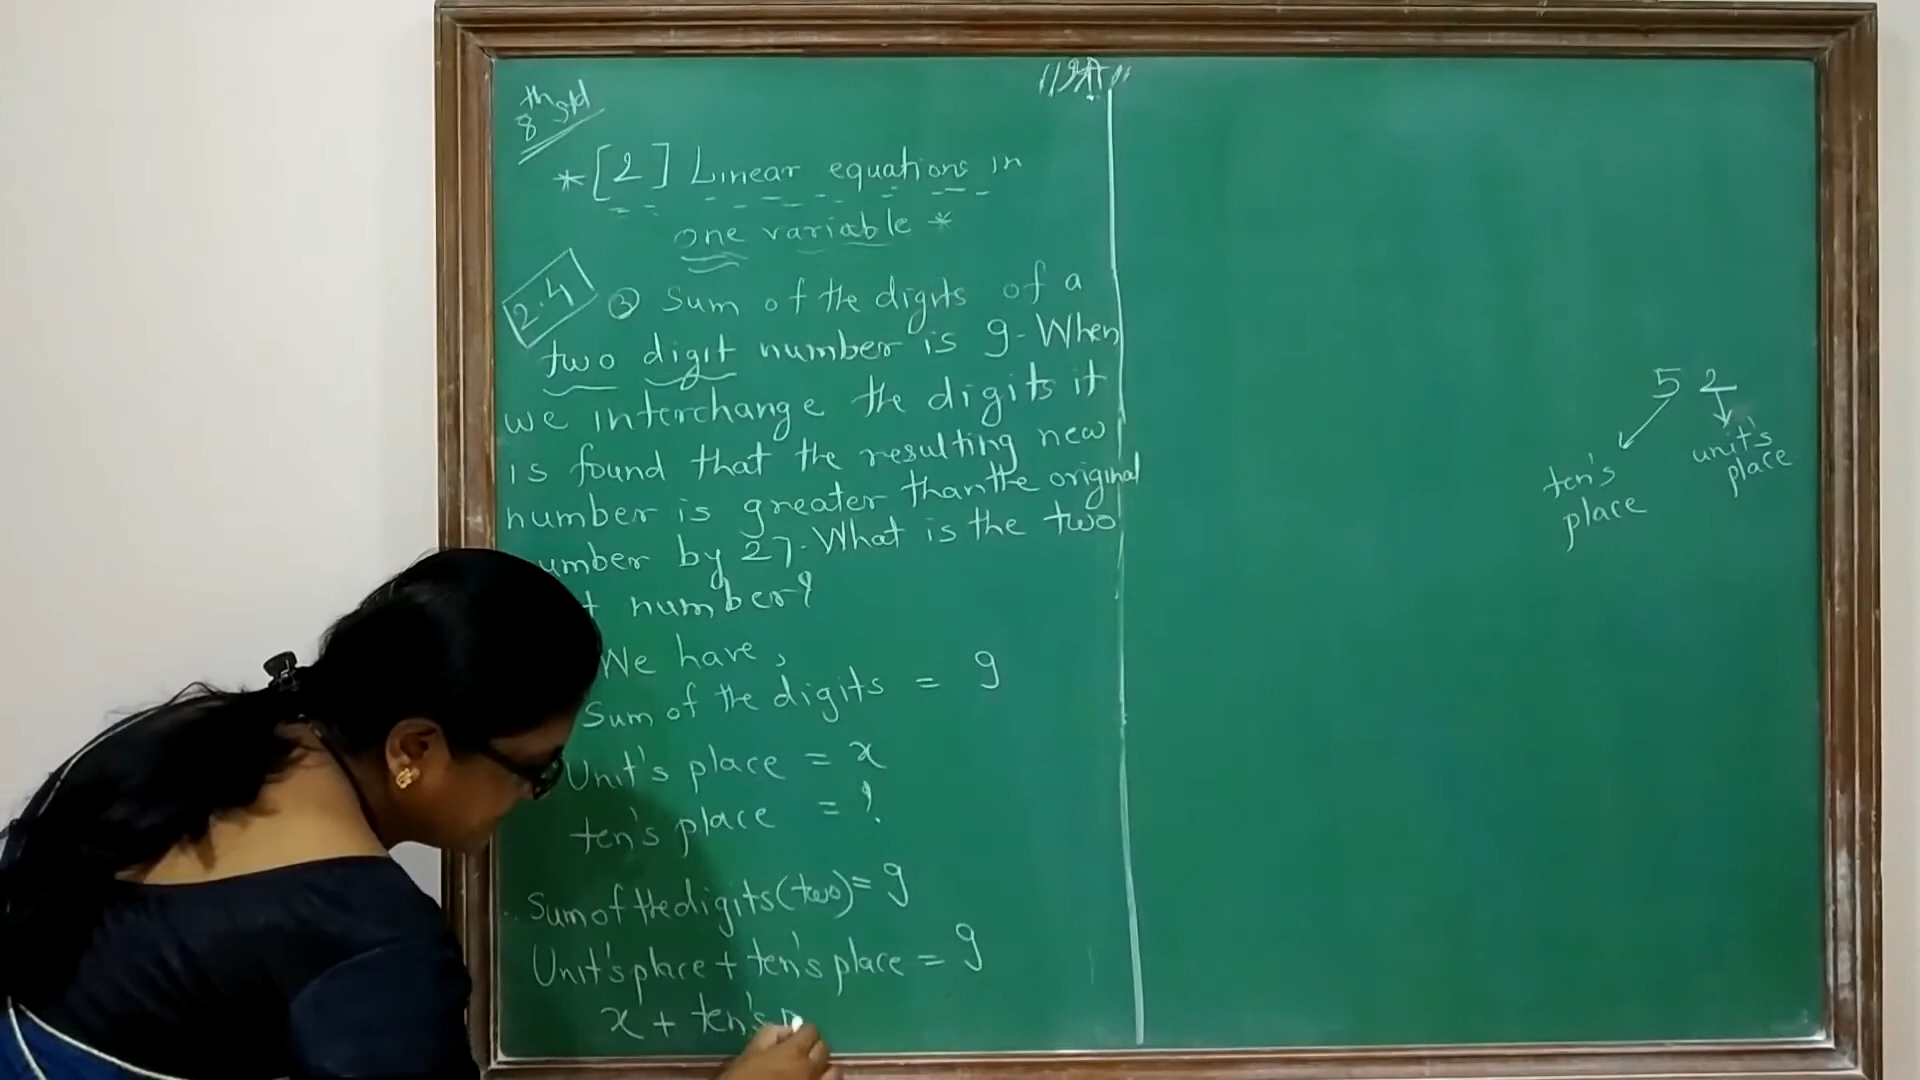 8th std
*[2] Linear equations in
one variable *
2.4 ③ Sum of the digits of a
two digit number is 9. When
we interchange the digits it
is found that the resulting new
number is greater than the original
umber by 27. What is the two
t number?
We have,
Sum of the digits = 9
Unit's place = x
ten's place = ?
Sum of the digits (two) = 9
Unit's place + ten's place = 9
x + ten's p
5 2
ten's
place
unit's
place